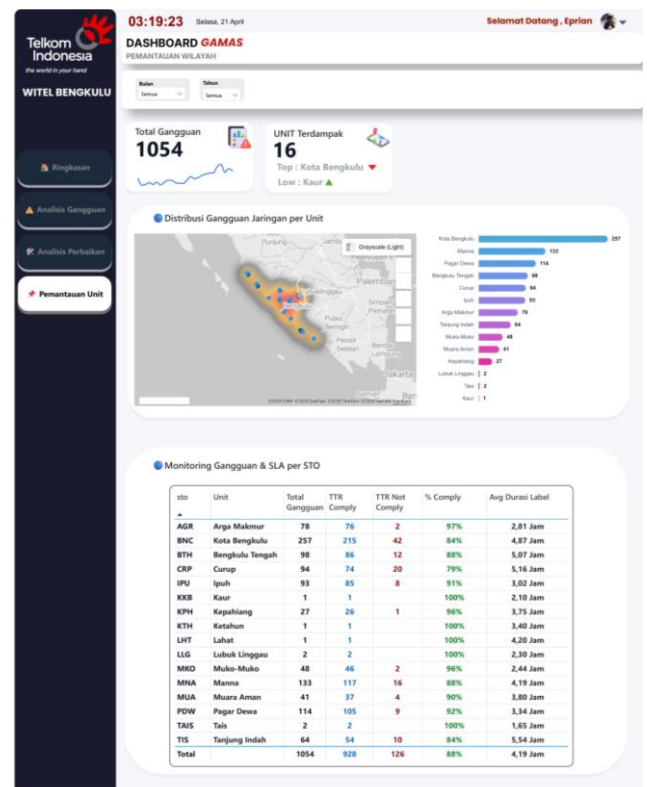 Telkom
Indonesia
the world in your hand
WITEL BENGKULU
Ringkasan
Analisis Gangguan
Analisis Perbaikan
Pemantauan Unit
03:19:23 Selasa, 21 April
Selamat Datang , Eprian
DASHBOARD GAMAS
PEMANTAUAN WILAYAH
Bulan Tahun
Semua Semua
Total Gangguan
1054
UNIT Terdampak
16
Top : Kota Bengkulu
Low : Kaur
Distribusi Gangguan Jaringan per Unit
Punjung
Jambi
Grayscale (Light)
Palembang
Bengkulu
Pulau
Beringin
Pesisir
Selatan
Bandar
Lampung
Jakarta
Kota Bengkulu 257
Manna 133
Pagar Dewa 114
Bengkulu Tengah 98
Curup 94
Ipuh 93
Arga Makmur 78
Tanjung Indah 64
Muko-Muko 48
Muara Aman 41
Kepahiang 27
Lubuk Linggau 2
Tais 2
Kaur 1
Monitoring Gangguan & SLA per STO
sto Unit Total Gangguan TTR Comply TTR Not Comply % Comply Avg Durasi Label
AGR Arga Makmur 78 76 2 97% 2,81 Jam
BNC Kota Bengkulu 257 215 42 84% 4,87 Jam
BTH Bengkulu Tengah 98 86 12 88% 5,07 Jam
CRP Curup 94 74 20 79% 5,16 Jam
IPU Ipuh 93 85 8 91% 3,02 Jam
KKB Kaur 1 1 100% 2,10 Jam
KPH Kepahiang 27 26 1 96% 3,75 Jam
KTH Ketahun 1 1 100% 3,40 Jam
LHT Lahat 1 1 100% 4,20 Jam
LLG Lubuk Linggau 2 2 100% 2,30 Jam
MKO Muko-Muko 48 46 2 96% 2,44 Jam
MNA Manna 133 117 16 88% 4,19 Jam
MUA Muara Aman 41 37 4 90% 3,80 Jam
PDW Pagar Dewa 114 105 9 92% 3,34 Jam
TAIS Tais 2 2 100% 1,65 Jam
TIS Tanjung Indah 64 54 10 84% 5,54 Jam
Total 1054 928 126 88% 4,19 Jam